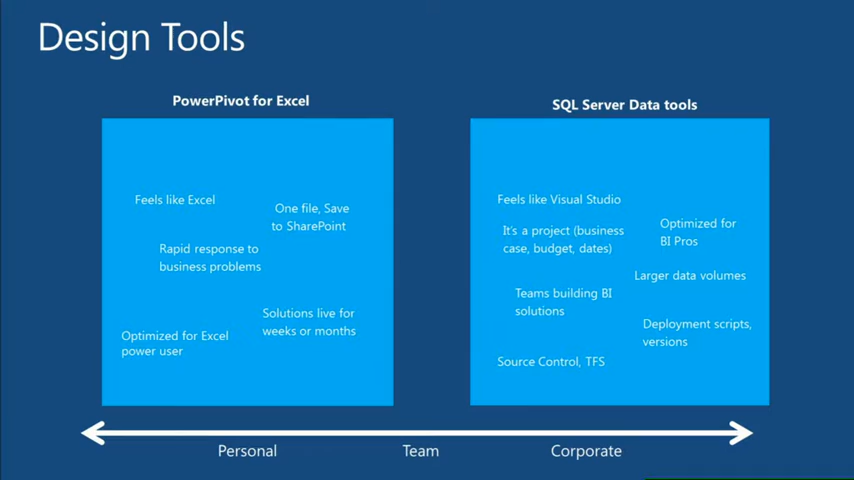 Design Tools
PowerPivot for Excel
Feels like Excel
One file, Save
to SharePoint
Rapid response to
business problems
Solutions live for
weeks or months
Optimized for Excel
power user
SQL Server Data tools
Feels like Visual Studio
It's a project (business
case, budget, dates)
Optimized for
BI Pros
Larger data volumes
Teams building BI
solutions
Deployment scripts,
versions
Source Control, TFS
Personal
Team
Corporate